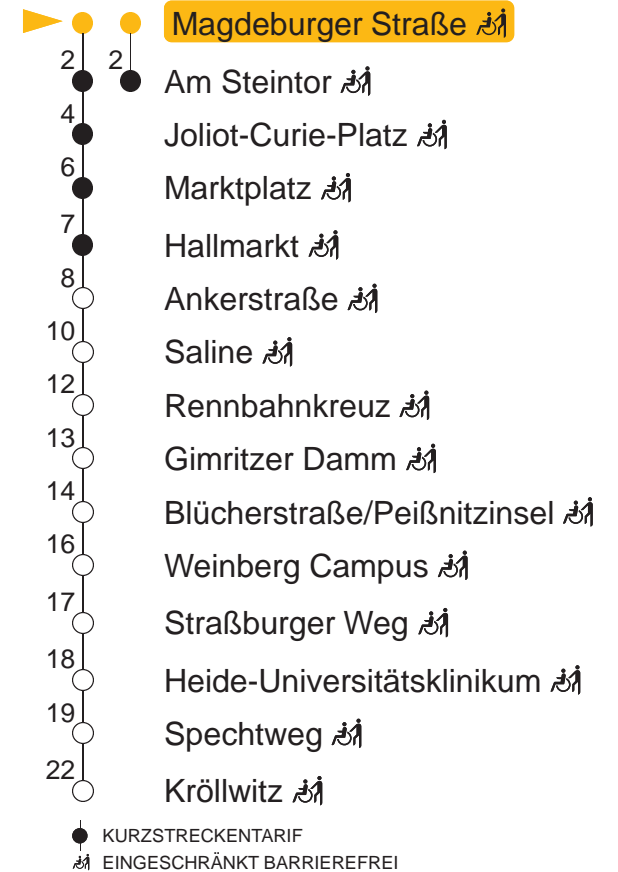 Magdeburger Straße
2 2 Am Steintor
4 Joliot-Curie-Platz
6 Marktplatz
7 Hallmarkt
8 Ankerstraße
10 Saline
12 Rennbahnkreuz
13 Gimritzer Damm
14 Blücherstraße/Peißnitzinsel
16 Weinberg Campus
17 Straßburger Weg
18 Heide-Universitätsklinikum
19 Spechtweg
22 Kröllwitz
KURZSTRECKENTARIF
EINGESCHRÄNKT BARRIEREFREI